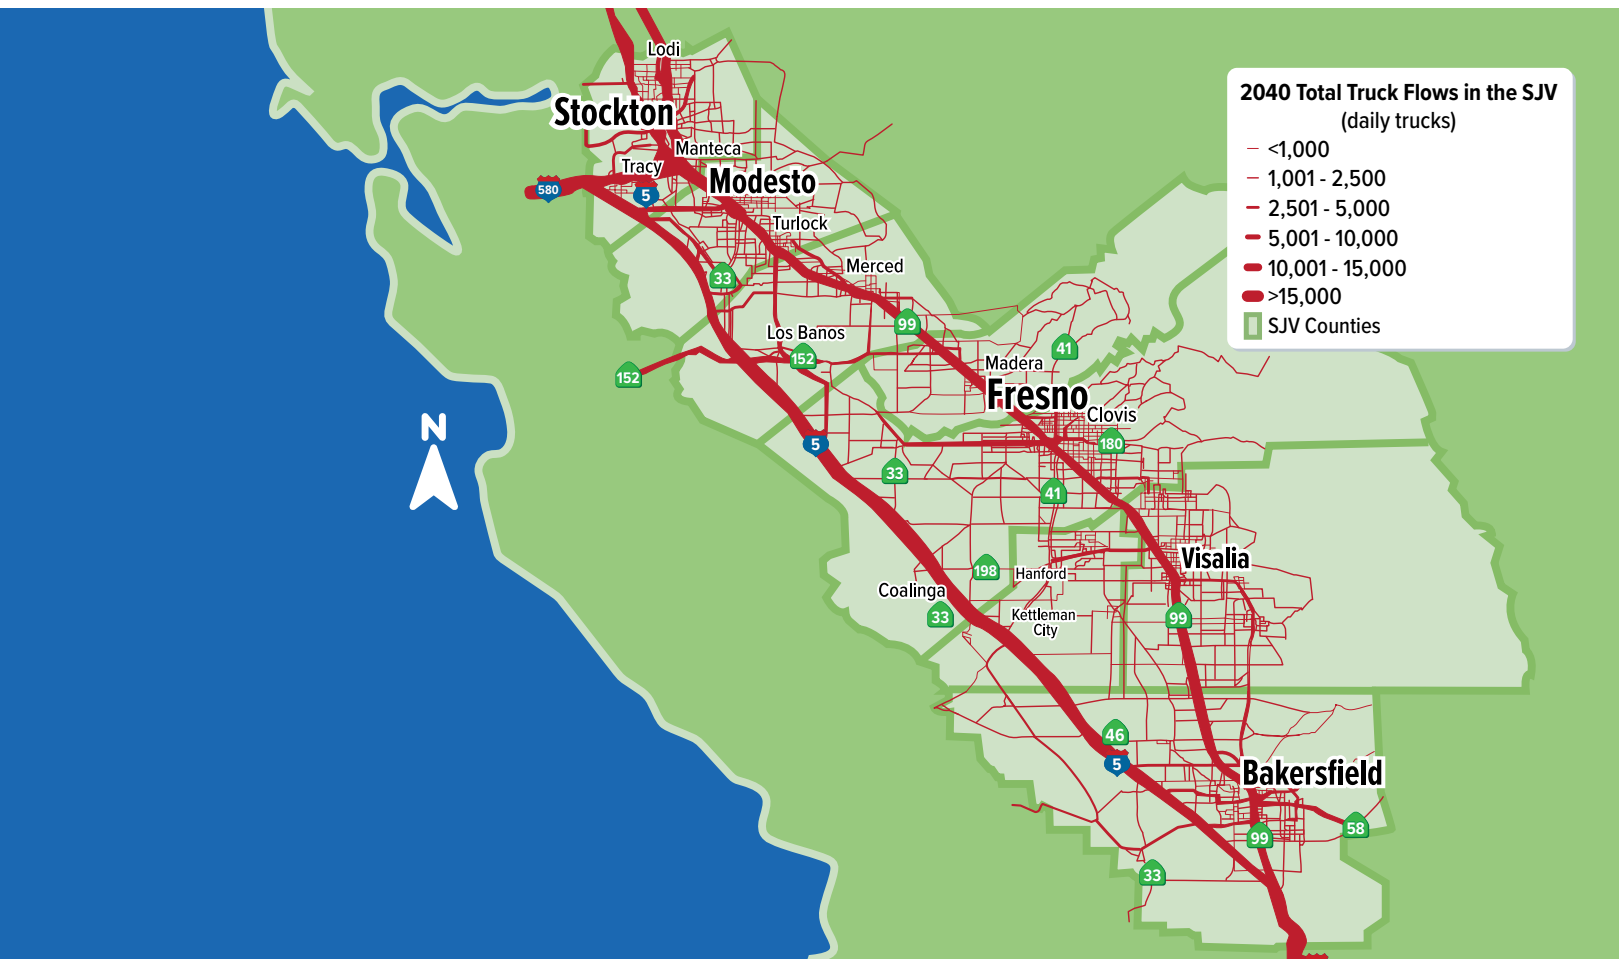 2040 Total Truck Flows in the SJV
(daily trucks)
<1,000
1,001 - 2,500
2,501 - 5,000
5,001 - 10,000
10,001 - 15,000
>15,000
SJV Counties
Lodi
Stockton
Manteca
Tracy
580
5
Modesto
Turlock
33
Merced
99
Los Banos
152
152
41
Madera
Fresno
Clovis
180
5
33
41
Visalia
198
Hanford
Coalinga
33
Kettleman
City
99
46
5
Bakersfield
58
99
33
N